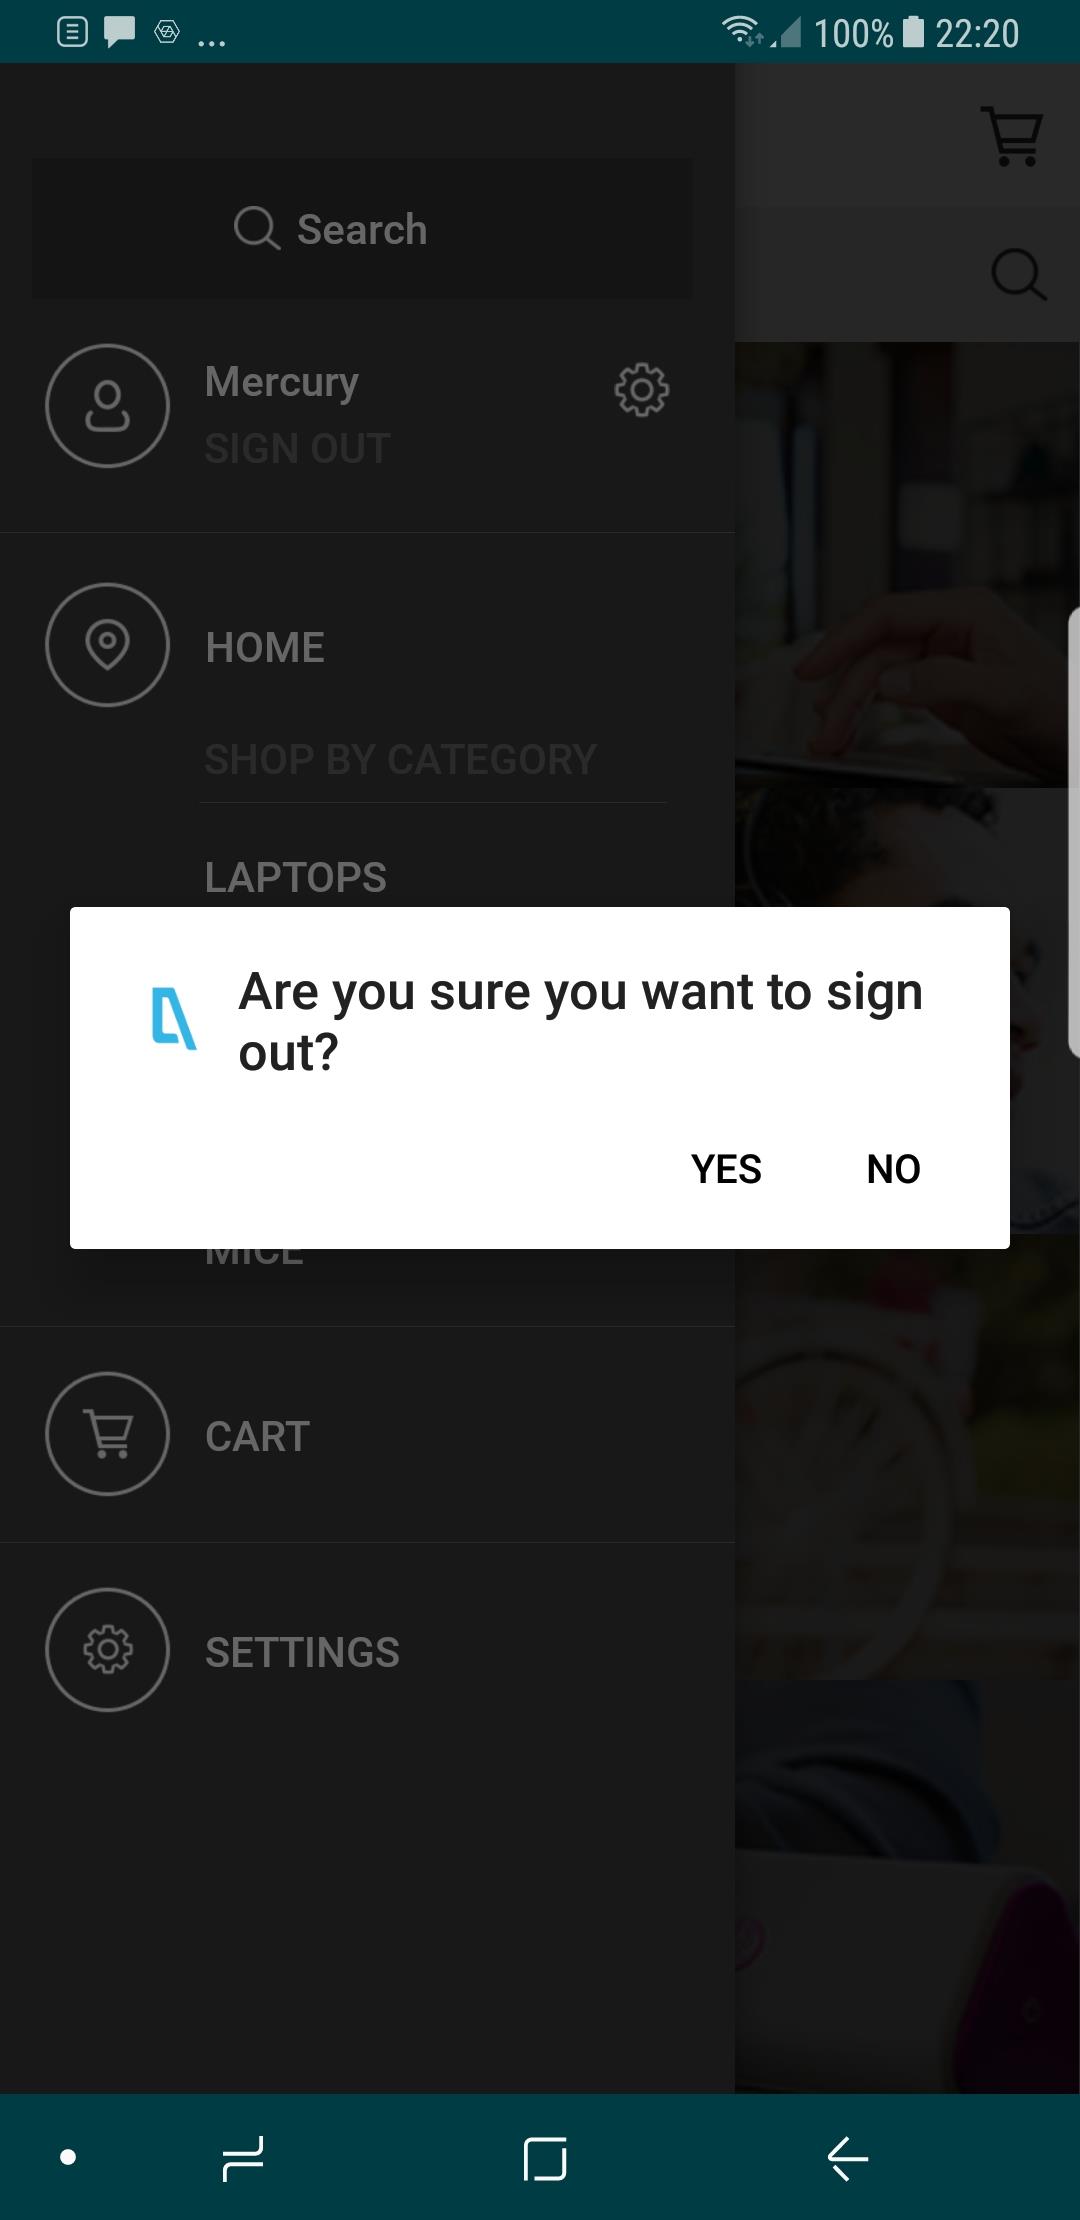 ... 100% 22:20
Search
Mercury
SIGN OUT
HOME
SHOP BY CATEGORY
LAPTOPS
Are you sure you want to sign
out?
YES NO
MICE
CART
SETTINGS